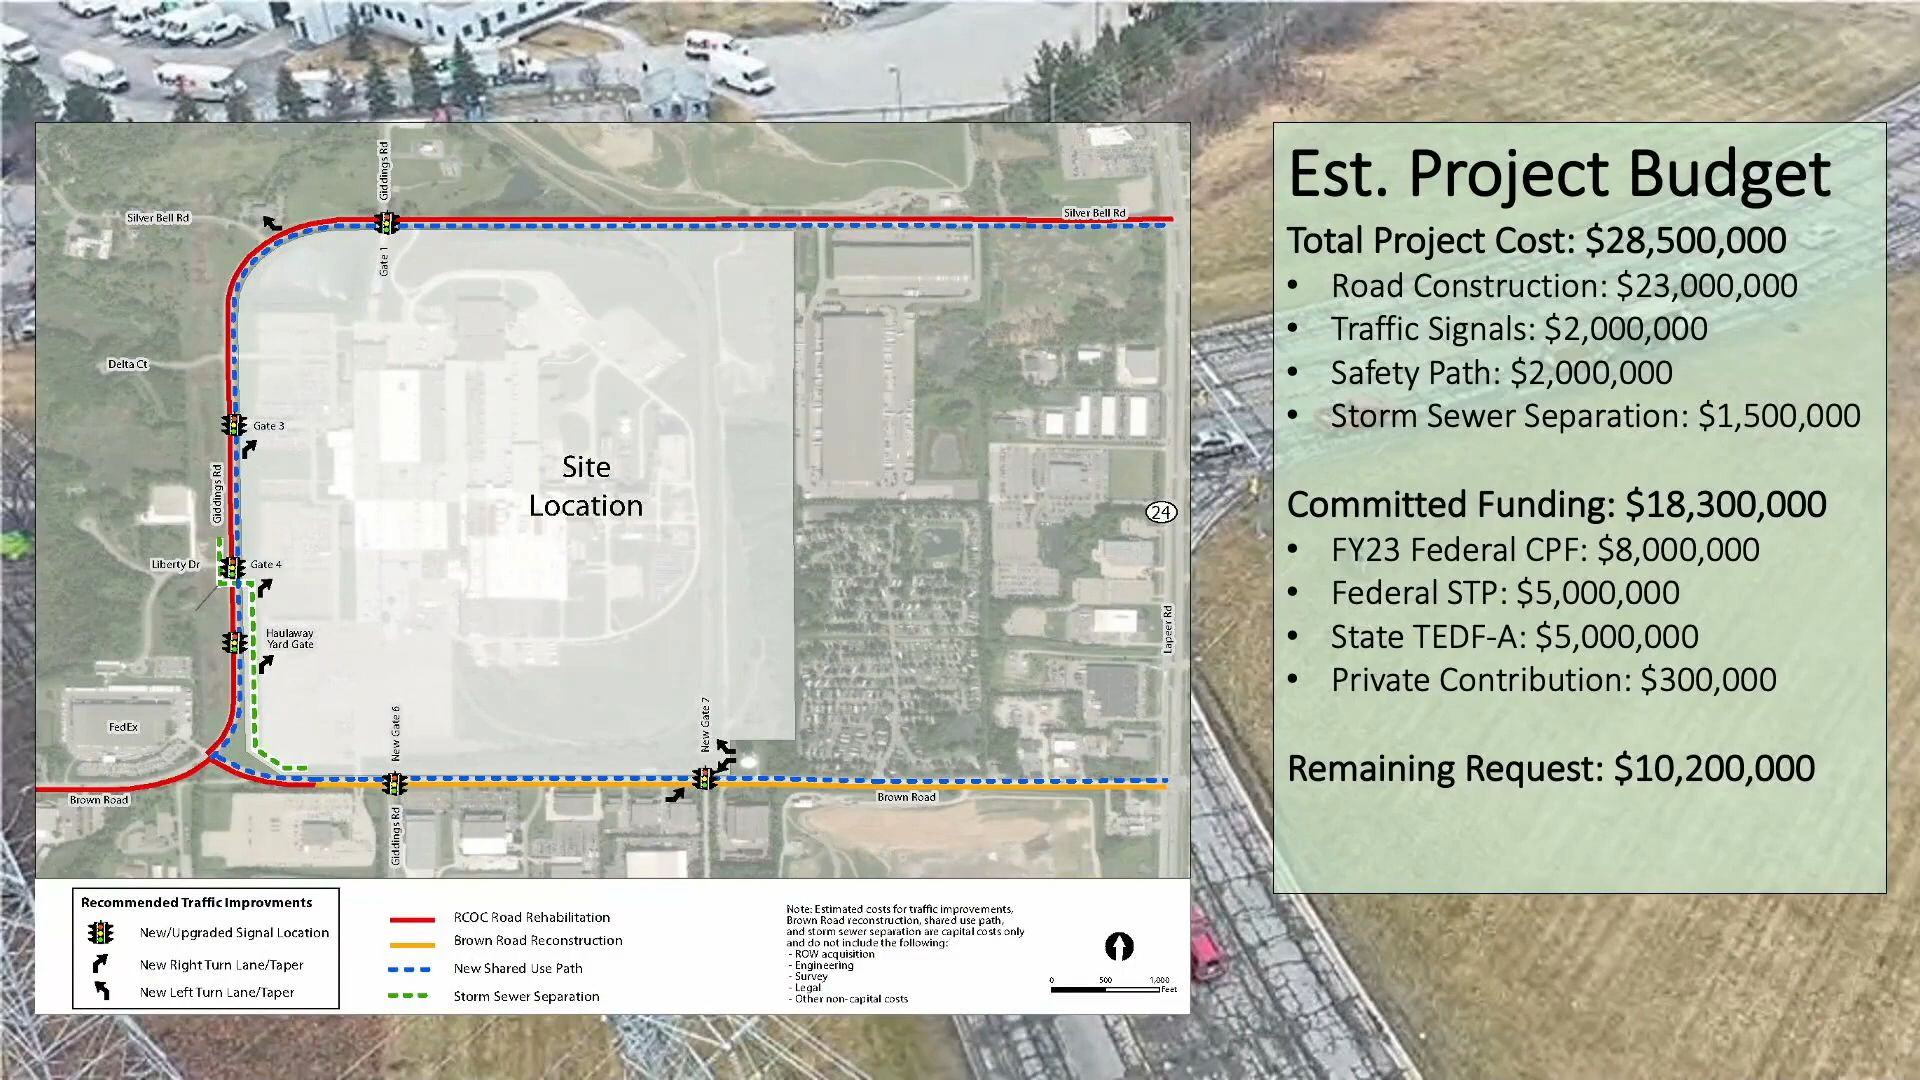 FedEx
Giddings Rd
Silver Bell Rd
Silver Bell Rd
Gate 1
Delta Ct
Gate 3
Giddings Rd
Site
Location
24
Liberty Dr
Gate 4
Haulaway
Yard Gate
Lapeer Rd
FedEx
New Gate 6
New Gate 7
Brown Road
Brown Road
Giddings Rd
Recommended Traffic Improvments
New/Upgraded Signal Location
New Right Turn Lane/Taper
New Left Turn Lane/Taper
RCOC Road Rehabilitation
Brown Road Reconstruction
New Shared Use Path
Storm Sewer Separation
Note: Estimated costs for traffic improvements,
Brown Road reconstruction, shared use path,
and storm sewer separation are capital costs only
and do not include the following:
- ROW acquisition
- Engineering
- Survey
- Legal
- Other non-capital costs
0 500 1,000
Feet
Est. Project Budget
Total Project Cost: $28,500,000
• Road Construction: $23,000,000
• Traffic Signals: $2,000,000
• Safety Path: $2,000,000
• Storm Sewer Separation: $1,500,000
Committed Funding: $18,300,000
• FY23 Federal CPF: $8,000,000
• Federal STP: $5,000,000
• State TEDF-A: $5,000,000
• Private Contribution: $300,000
Remaining Request: $10,200,000